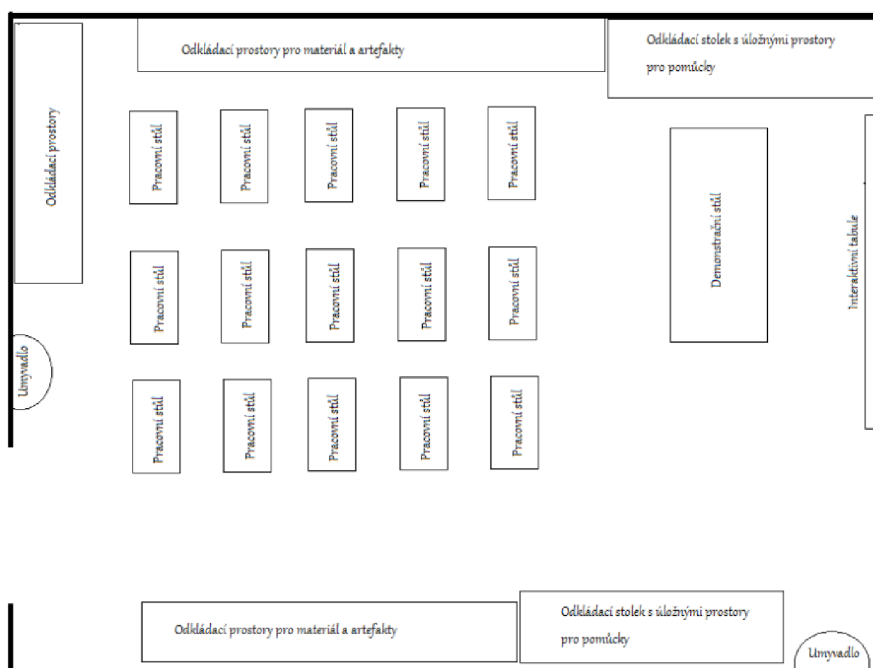 Odkládací prostory pro materiál a artefakty
Odkládací stolek s úložnými prostory
pro pomůcky
Odkládací prostory
Pracovní stůl
Pracovní stůl
Pracovní stůl
Pracovní stůl
Pracovní stůl
Demonstrační stůl
Interaktivní tabule
Pracovní stůl
Pracovní stůl
Pracovní stůl
Pracovní stůl
Pracovní stůl
Umyvadlo
Pracovní stůl
Pracovní stůl
Pracovní stůl
Pracovní stůl
Pracovní stůl
Odkládací prostory pro materiál a artefakty
Odkládací stolek s úložnými prostory
pro pomůcky
Umyvadlo